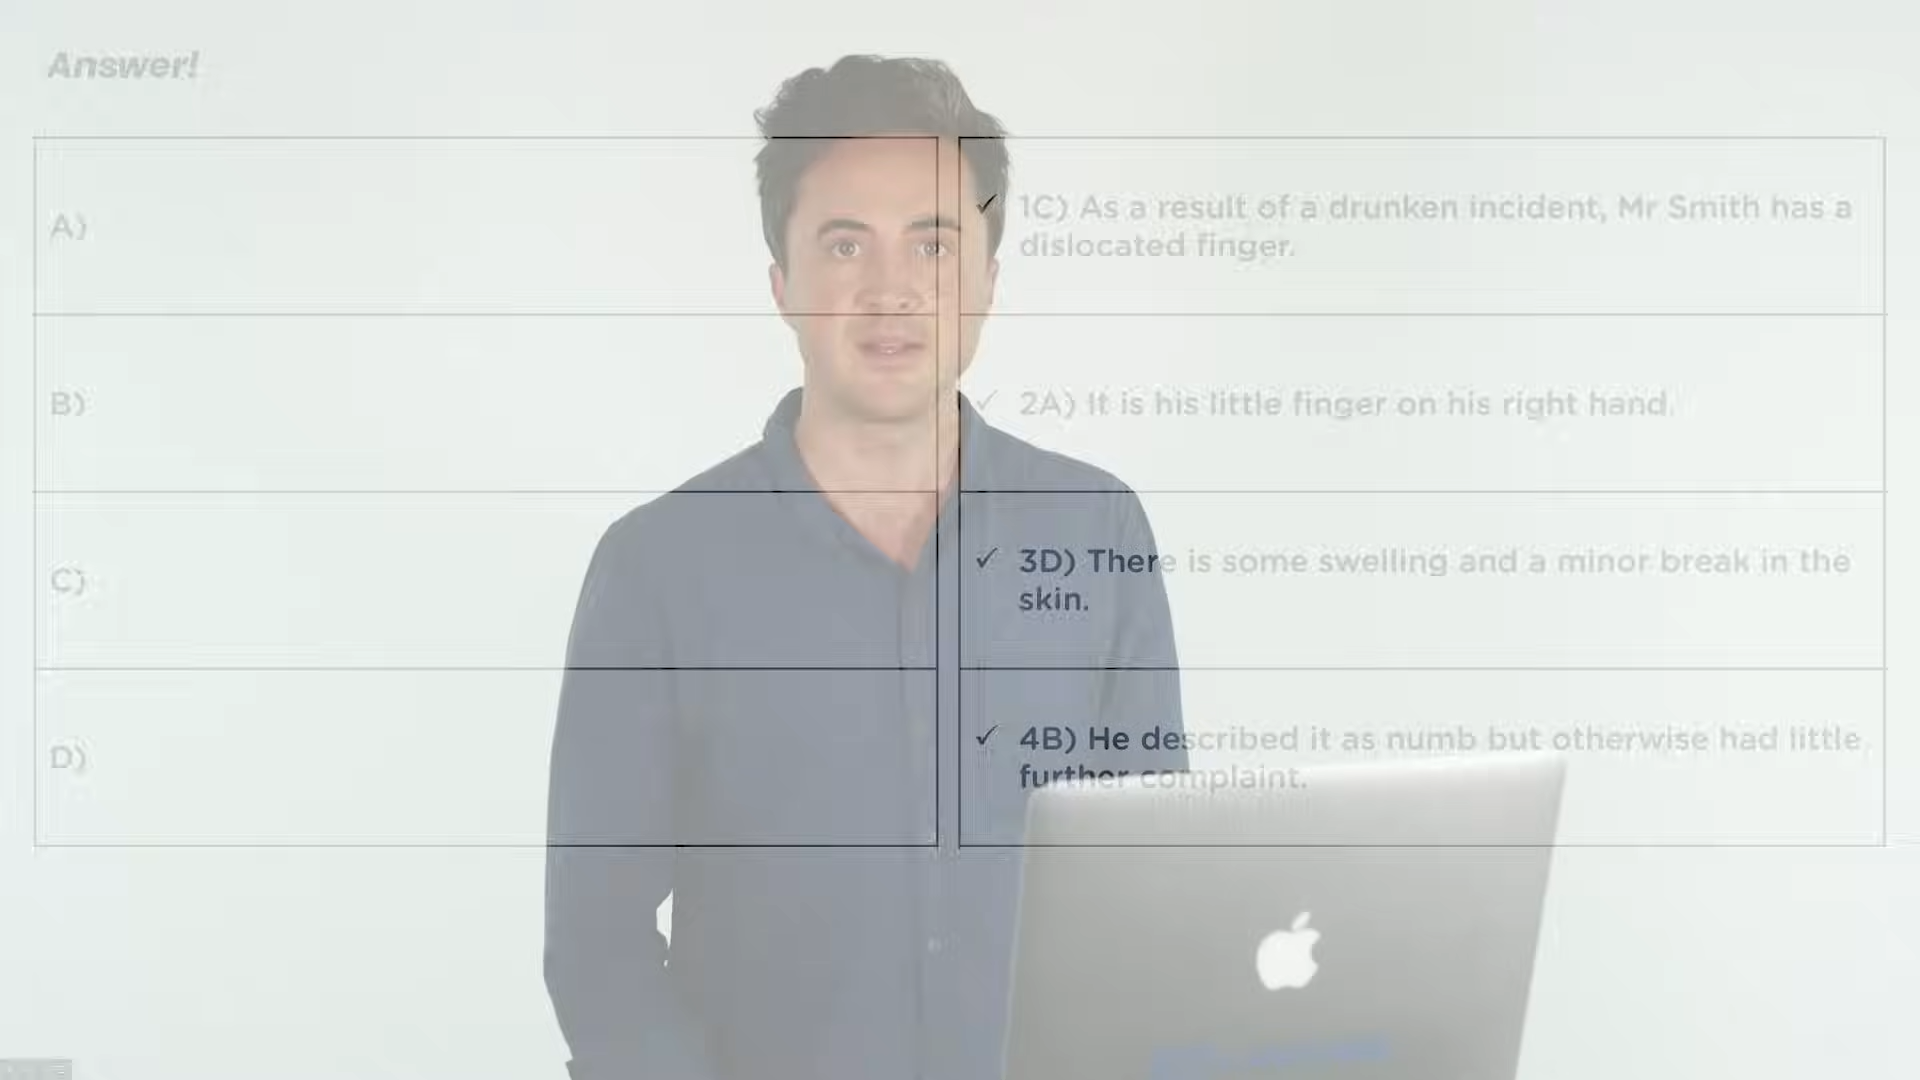 Answer!
A)
✓ 1C) As a result of a drunken incident, Mr Smith has a
dislocated finger.
B)
✓ 2A) It is his little finger on his right hand.
C)
✓ 3D) There is some swelling and a minor break in the
skin.
D)
✓ 4B) He described it as numb but otherwise had little
further complaint.